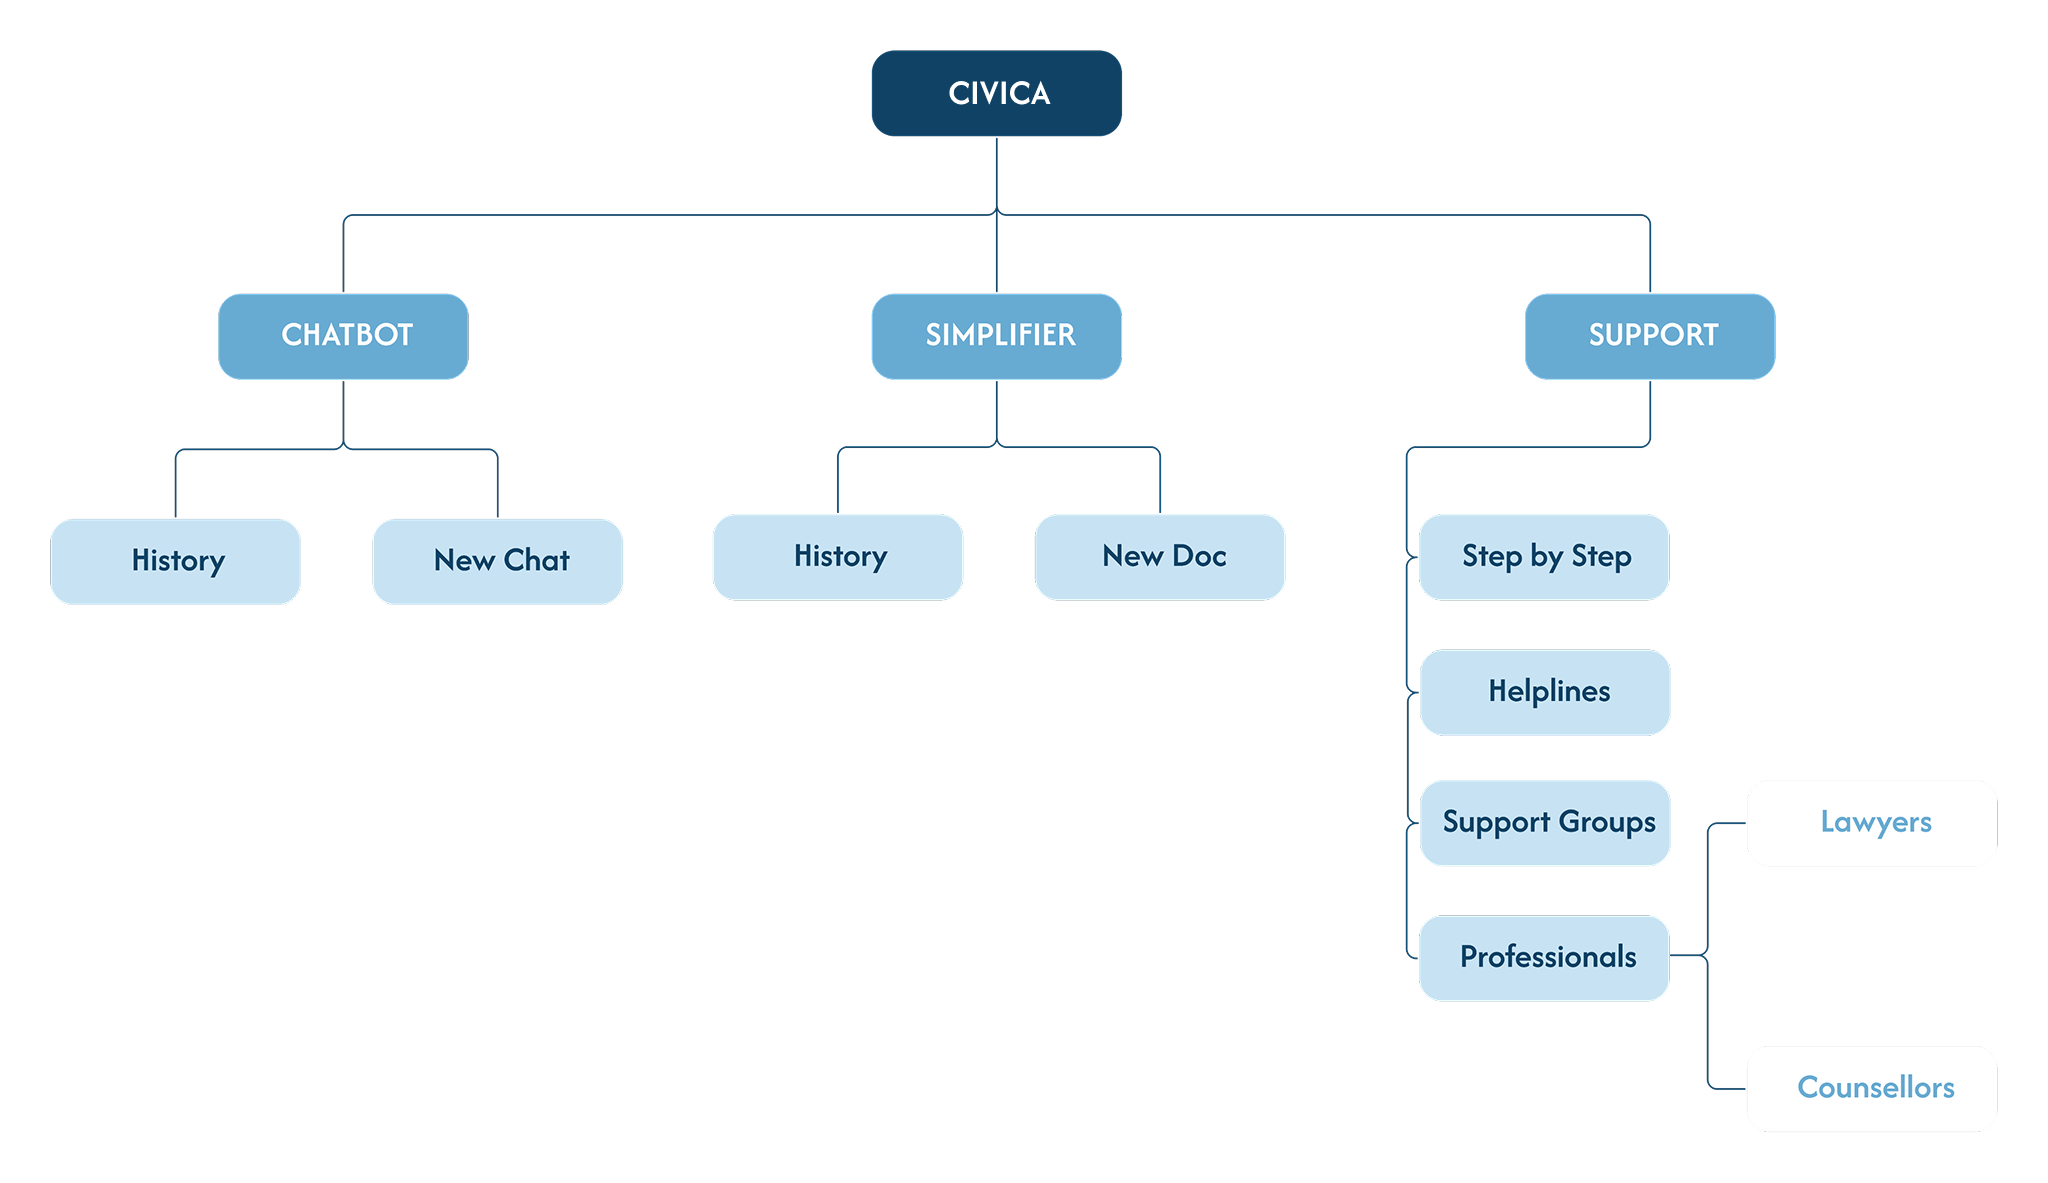 CIVICA
CHATBOT
SIMPLIFIER
SUPPORT
History
New Chat
History
New Doc
Step by Step
Helplines
Support Groups
Professionals
Lawyers
Counsellors